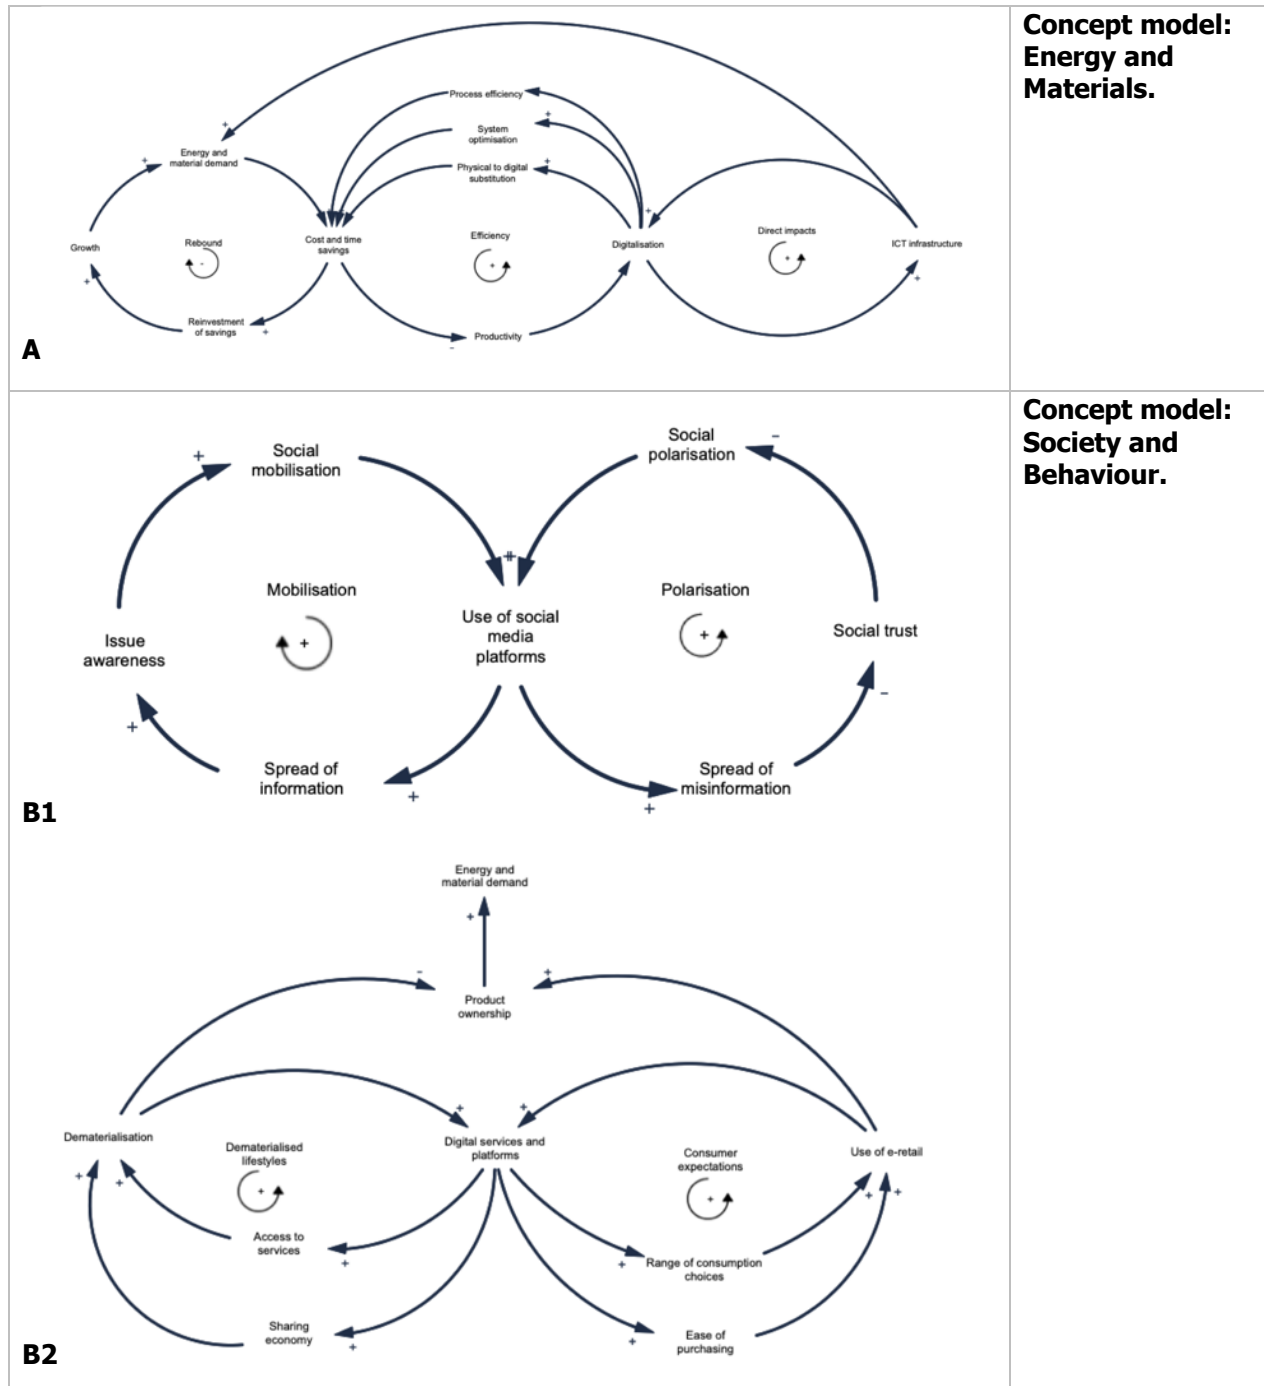 Concept model:
Energy and
Materials.
+
Process efficiency
+
System
optimisation
+
Physical to digital
substitution
+
Energy and
material demand
+
Growth
Rebound
-
Cost and time
savings
Efficiency
+
Digitalisation
+
Direct impacts
+
ICT infrastructure
+
+
Reinvestment
of savings
+
Productivity
-
A
Concept model:
Society and
Behaviour.
Social
mobilisation
+
Social
polarisation
-
++
Mobilisation
+
Polarisation
+
Use of social
media
platforms
Issue
awareness
Social trust
-
+
Spread of
information
+
Spread of
misinformation
+
B1
Energy and
material demand
+
-
+
Product
ownership
+
+
Dematerialisation
Dematerialised
lifestyles
+
Digital services and
platforms
Consumer
expectations
+
Use of e-retail
+
+
+
+
Access to
services
+
Range of consumption
choices
+
Sharing
economy
+
Ease of
purchasing
+
B2